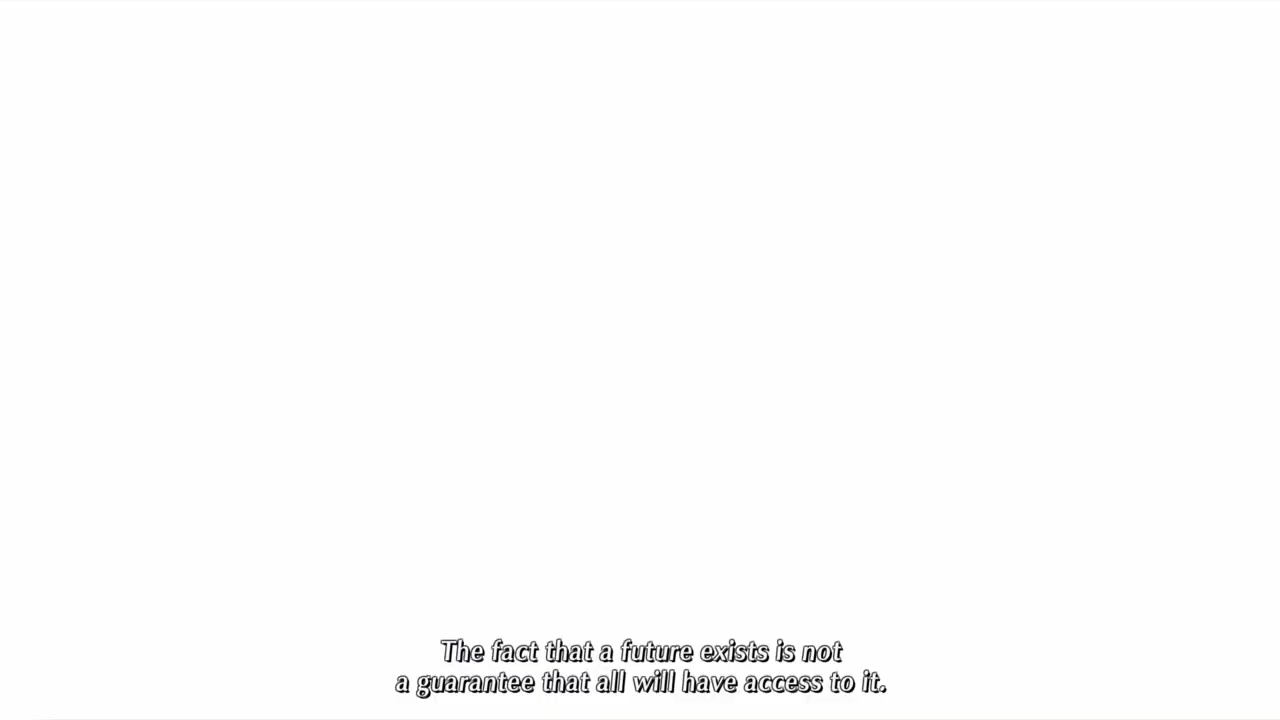 The fact that a future exists is not
a guarantee that all will have access to it.